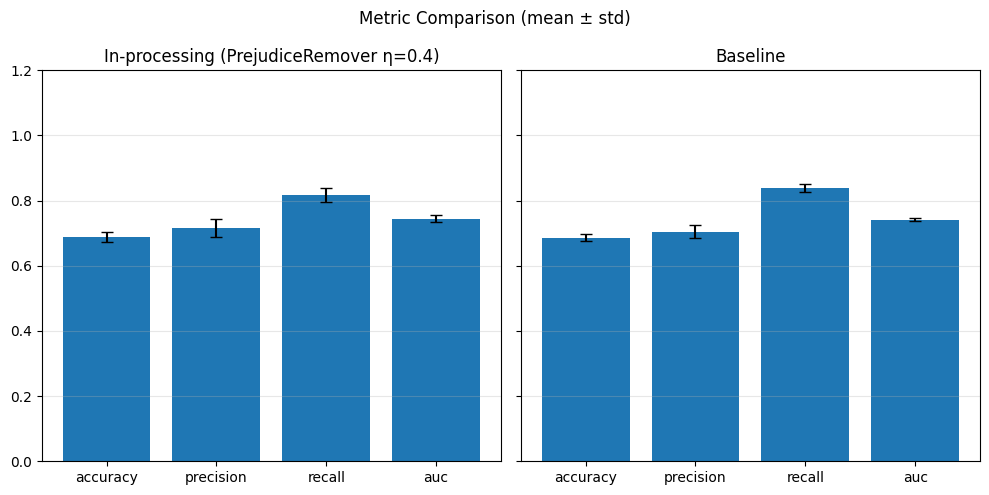 Metric Comparison (mean ± std)
In-processing (PrejudiceRemover η=0.4)
Baseline
1.2
1.0
0.8
0.6
0.4
0.2
0.0
accuracy precision recall auc
accuracy precision recall auc